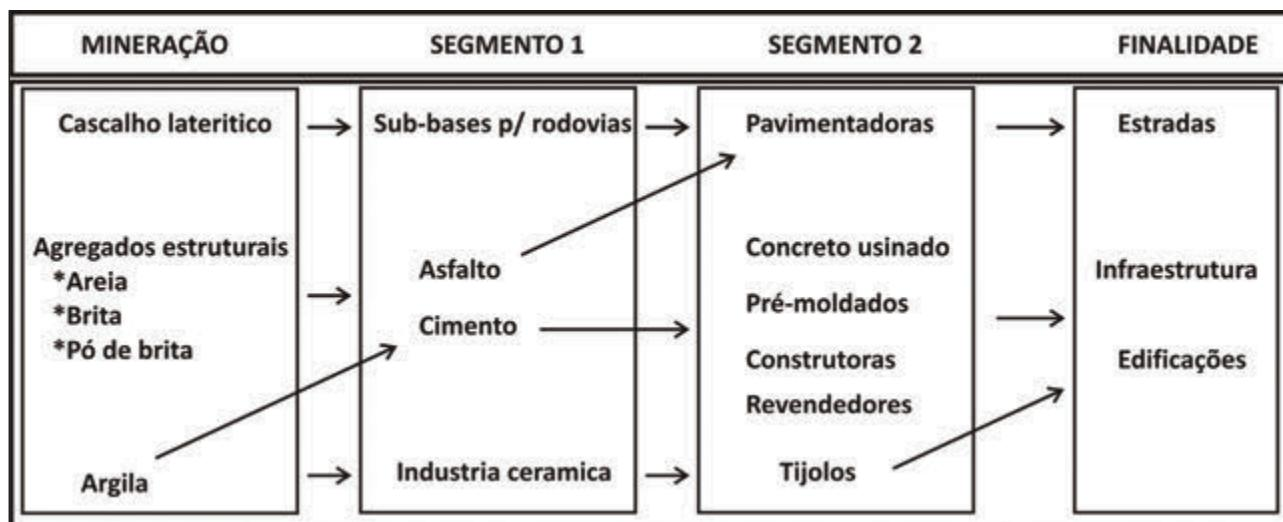 MINERAÇÃO
SEGMENTO 1
SEGMENTO 2
FINALIDADE
Cascalho lateritico
Sub-bases p/ rodovias
Pavimentadoras
Estradas
Agregados estruturais
*Areia
*Brita
*Pó de brita
Asfalto
Cimento
Concreto usinado
Pré-moldados
Construtoras
Revendedores
Infraestrutura
Edificações
Argila
Industria ceramica
Tijolos